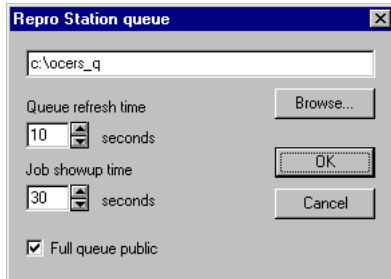 Repro Station queue
c:\ocers_q
Browse...
Queue refresh time
10 seconds
OK
Job showup time
30 seconds
Cancel
Full queue public